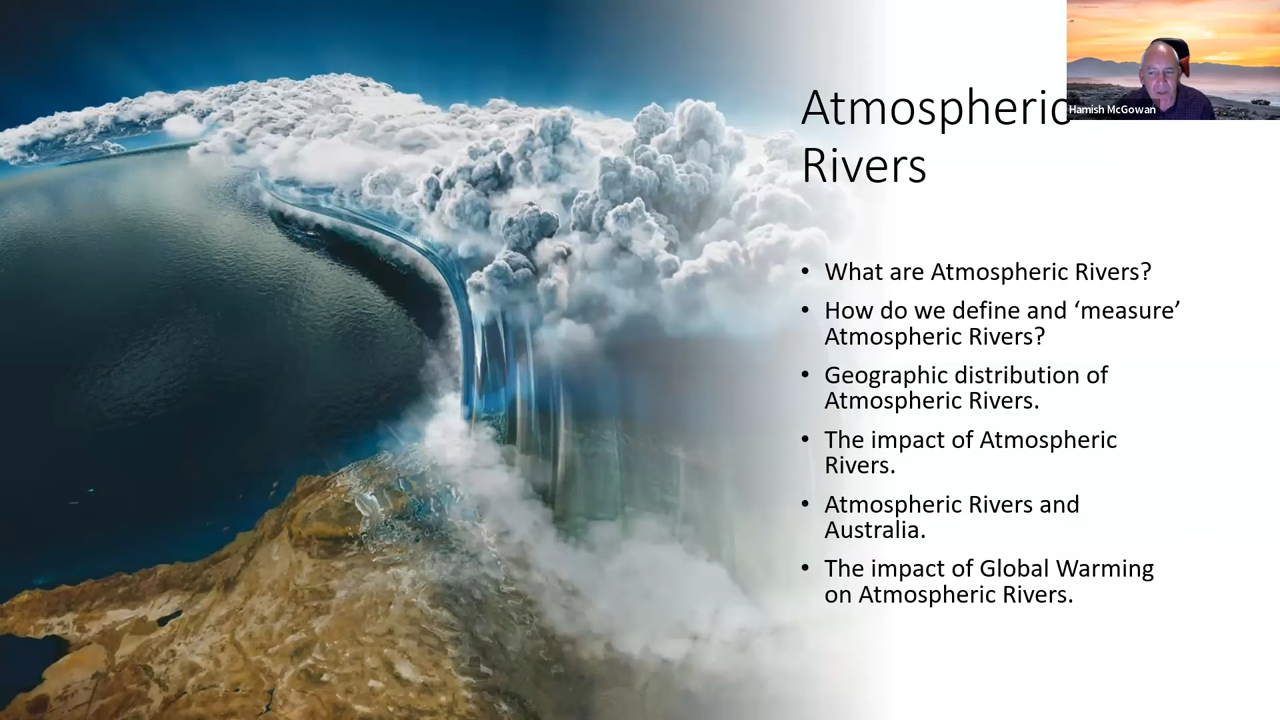 Atmospheric
Rivers
Hamish McGowan
• What are Atmospheric Rivers?
• How do we define and ‘measure’
Atmospheric Rivers?
• Geographic distribution of
Atmospheric Rivers.
• The impact of Atmospheric
Rivers.
• Atmospheric Rivers and
Australia.
• The impact of Global Warming
on Atmospheric Rivers.